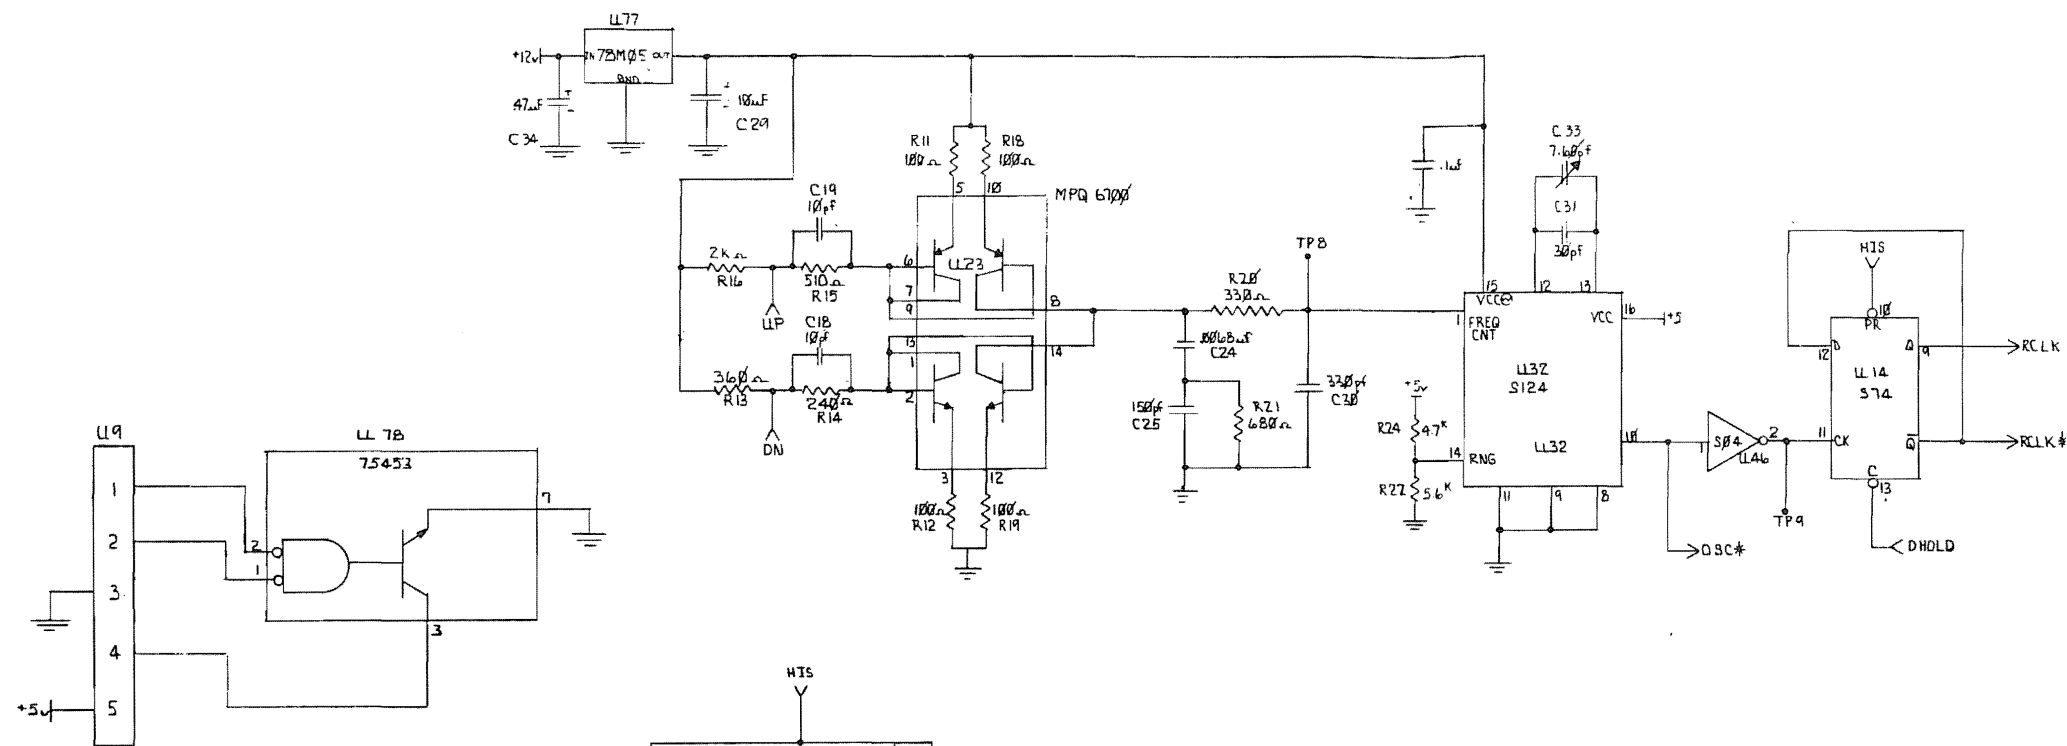 U77
+12v
IN 78M05 OUT
GND
.47uF
+
-
C34
+
-
10uF
C29
R11
100Ω
R18
100Ω
5
10
MPQ 6700
C19
10pf
2KΩ
R16
510Ω
R15
UP
6
7
9
U23
8
C18
10pf
360Ω
R13
240Ω
R14
DN
13
1
2
14
3
12
100Ω
R12
100Ω
R19
.0068uf
C24
150pf
C25
R21
680Ω
R20
330Ω
TP8
330pf
C30
.1uf
C33
7.60pf
C31
30pf
15
12
13
VCC@
1
FREQ
CNT
VCC
16
+5
U32
S124
U32
+5v
R24
4.7K
14
RNG
R22
5.6K
11
9
8
10
OSC*
1
S04
2
U46
TP9
HIS
10
PR
12
D
Q
9
RCLK
U14
S74
11
CK
Q
RCLK*
C
13
DHOLD
U9
1
2
3
4
5
+5v
U78
75453
2
1
7
3
HIS